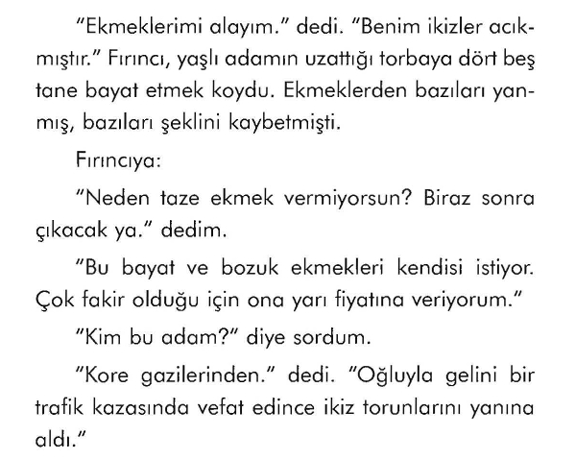 "Ekmeklerimi alayım." dedi. "Benim ikizler acık-
mıştır." Fırıncı, yaşlı adamın uzattığı torbaya dört beş
tane bayat etmek koydu. Ekmeklerden bazıları yan-
mış, bazıları şeklini kaybetmişti.
Fırıncıya:
"Neden taze ekmek vermiyorsun? Biraz sonra
çıkacak ya." dedim.
"Bu bayat ve bozuk ekmekleri kendisi istiyor.
Çok fakir olduğu için ona yarı fiyatına veriyorum."
"Kim bu adam?" diye sordum.
"Kore gazilerinden." dedi. "Oğluyla gelini bir
trafik kazasında vefat edince ikiz torunlarını yanına
aldı."